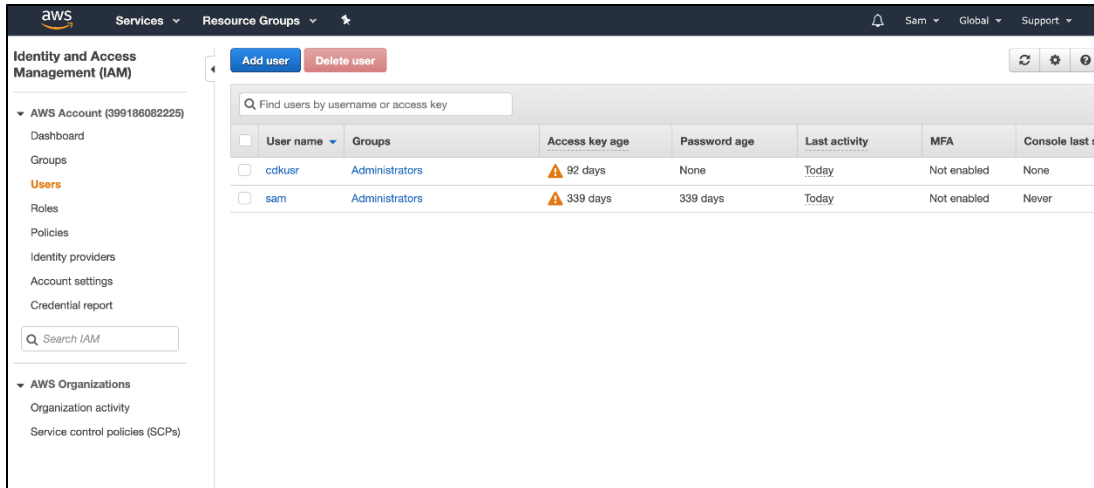 aws Services Resource Groups Sam Global Support
Identity and Access
Management (IAM)
AWS Account (399186082225)
Dashboard
Groups
Users
Roles
Policies
Identity providers
Account settings
Credential report
Search IAM
AWS Organizations
Organization activity
Service control policies (SCPs)
Add user Delete user
Find users by username or access key
User name Groups Access key age Password age Last activity MFA Console last s
cdkusr Administrators 92 days None Today Not enabled None
sam Administrators 339 days 339 days Today Not enabled Never